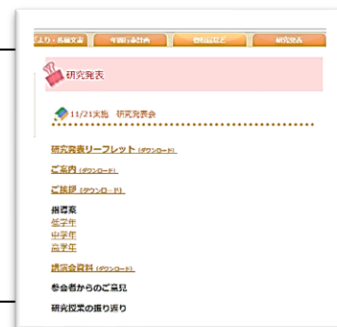 より・各種文書 年間行事計画 研究発表
研究発表
11/21実施 研究発表会
研究発表リーフレット(ダウンロード)
ご案内(ダウンロード)
ご挨拶(ダウンロード)
指導案
低学年
中学年
高学年
講演会資料(ダウンロード)
参会者からのご意見
研究授業の振り返り